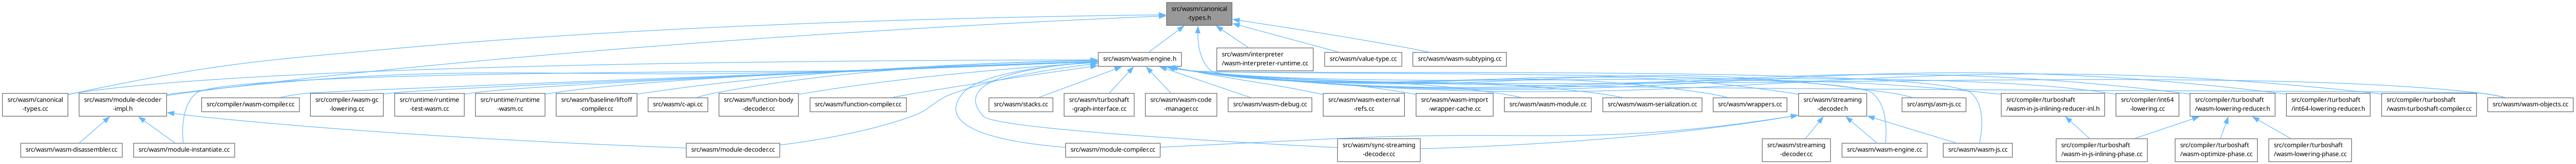 src/wasm/canonical
-types.h
src/wasm/wasm-engine.h
src/wasm/interpreter
/wasm-interpreter-runtime.cc
src/wasm/value-type.cc
src/wasm/wasm-subtyping.cc
src/wasm/canonical
-types.cc
src/wasm/module-decoder
-impl.h
src/compiler/wasm-compiler.cc
src/compiler/wasm-gc
-lowering.cc
src/runtime/runtime
-test-wasm.cc
src/runtime/runtime
-wasm.cc
src/wasm/baseline/liftoff
-compiler.cc
src/wasm/c-api.cc
src/wasm/function-body
-decoder.cc
src/wasm/function-compiler.cc
src/wasm/stacks.cc
src/wasm/turboshaft
-graph-interface.cc
src/wasm/wasm-code
-manager.cc
src/wasm/wasm-debug.cc
src/wasm/wasm-external
-refs.cc
src/wasm/wasm-import
-wrapper-cache.cc
src/wasm/wasm-module.cc
src/wasm/wasm-serialization.cc
src/wasm/wrappers.cc
src/wasm/streaming
-decoder.h
src/asmjs/asm-js.cc
src/compiler/turboshaft
/wasm-in-js-inlining-reducer-inl.h
src/compiler/int64
-lowering.cc
src/compiler/turboshaft
/wasm-lowering-reducer.h
src/compiler/turboshaft
/int64-lowering-reducer.h
src/compiler/turboshaft
/wasm-turboshaft-compiler.cc
src/wasm/wasm-objects.cc
src/wasm/wasm-disassembler.cc
src/wasm/module-instantiate.cc
src/wasm/module-decoder.cc
src/wasm/module-compiler.cc
src/wasm/sync-streaming
-decoder.cc
src/wasm/streaming
-decoder.cc
src/wasm/wasm-engine.cc
src/wasm/wasm-js.cc
src/compiler/turboshaft
/wasm-in-js-inlining-phase.cc
src/compiler/turboshaft
/wasm-optimize-phase.cc
src/compiler/turboshaft
/wasm-lowering-phase.cc